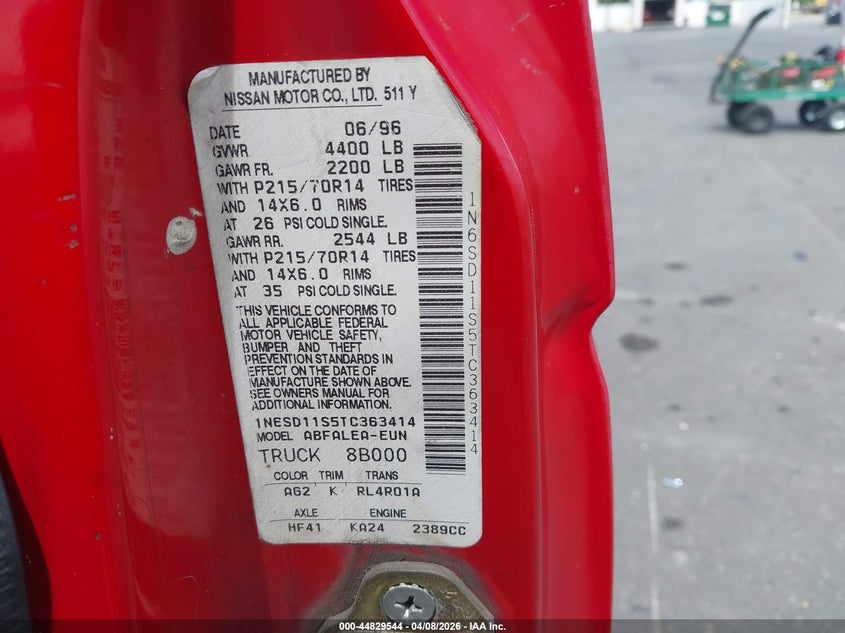 MANUFACTURED BY
NISSAN MOTOR CO., LTD. 511 Y
DATE 06/96
GVWR 4400 LB
GAWR FR. 2200 LB
WITH P215/70R14 TIRES
AND 14X6.0 RIMS
AT 26 PSI COLD SINGLE.
GAWR RR. 2544 LB
WITH P215/70R14 TIRES
AND 14X6.0 RIMS
AT 35 PSI COLD SINGLE.
THIS VEHICLE CONFORMS TO
ALL APPLICABLE FEDERAL
MOTOR VEHICLE SAFETY,
BUMPER AND THEFT
PREVENTION STANDARDS IN
EFFECT ON THE DATE OF
MANUFACTURE SHOWN ABOVE.
SEE OWNERS MANUAL FOR
ADDITIONAL INFORMATION.
1N6SD11S5TC363414
MODEL ABFALEA-EUN
TRUCK 8B000
COLOR TRIM TRANS
AG2 K RL4R01A
AXLE ENGINE
HF41 KA24 2389CC
1N6SD11S5TC363414
000-44829544 - 04/08/2026 - IAA Inc.